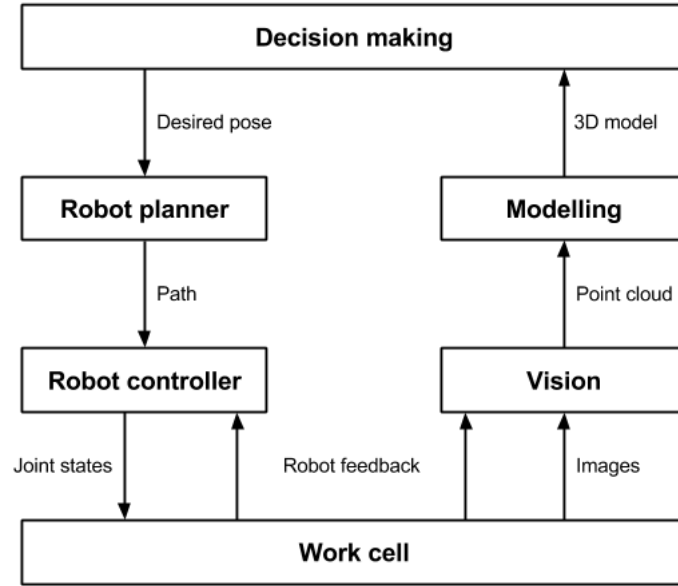 Decision making
Desired pose
3D model
Robot planner
Modelling
Path
Point cloud
Robot controller
Vision
Joint states
Robot feedback
Images
Work cell